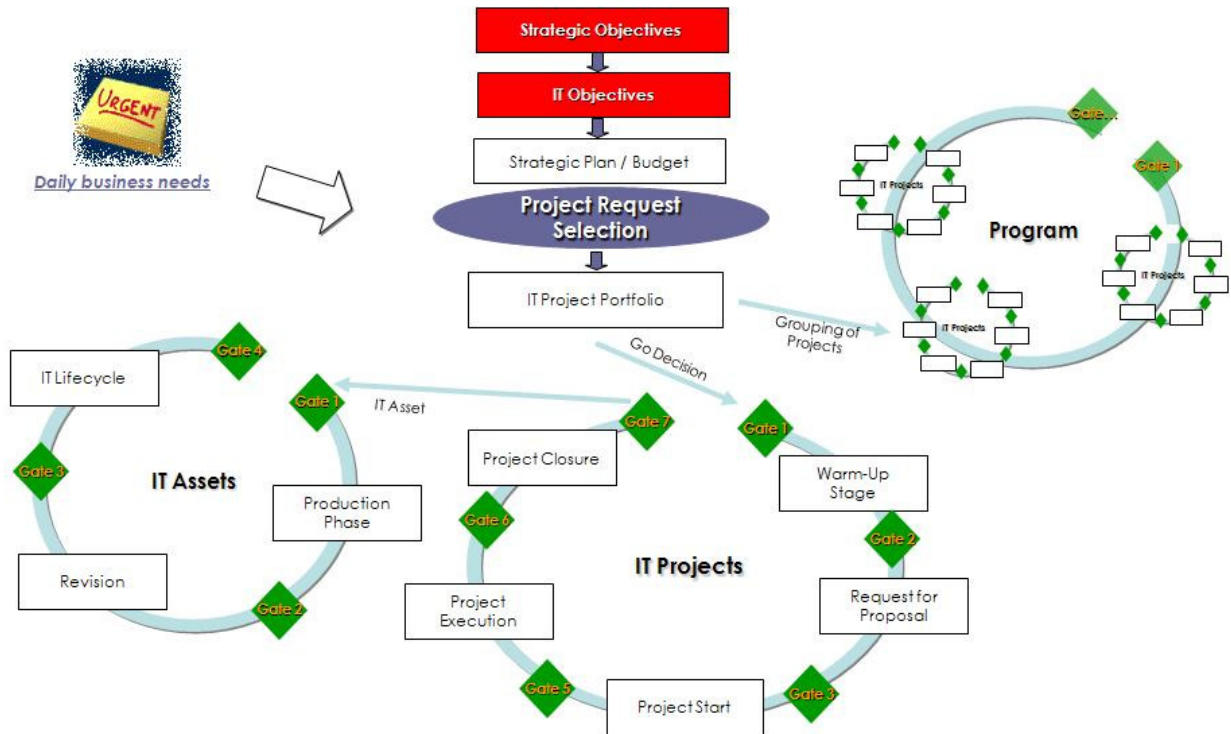 Strategic Objectives
IT Objectives
URGENT
Daily business needs
Strategic Plan / Budget
Project Request
Selection
IT Project Portfolio
Grouping of
Projects
Go Decision
IT Asset
Gate...
Gate 1
IT Projects
Program
IT Projects
IT Projects
Gate 4
IT Lifecycle
Gate 1
Gate 3
IT Assets
Production
Phase
Revision
Gate 2
Gate 7
Gate 1
Project Closure
Warm-Up
Stage
Gate 6
Gate 2
IT Projects
Project
Execution
Request for
Proposal
Gate 5
Gate 3
Project Start